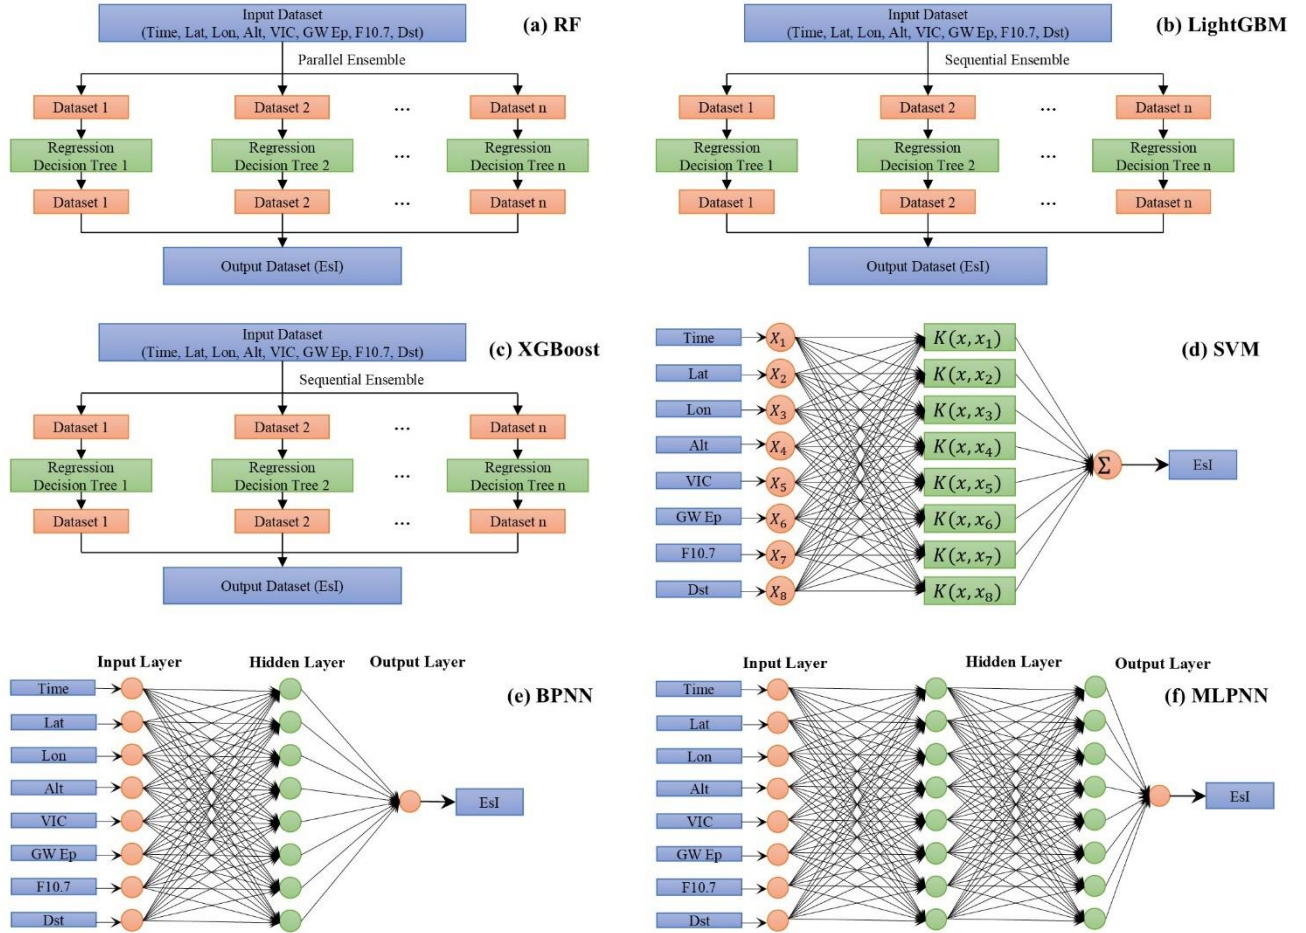 Input Dataset
(Time, Lat, Lon, Alt, VIC, GW Ep, F10.7, Dst)
(a) RF
Parallel Ensemble
Dataset 1
Dataset 2
...
Dataset n
Regression
Decision Tree 1
Regression
Decision Tree 2
...
Regression
Decision Tree n
Dataset 1
Dataset 2
...
Dataset n
Output Dataset (EsI)
Input Dataset
(Time, Lat, Lon, Alt, VIC, GW Ep, F10.7, Dst)
(b) LightGBM
Sequential Ensemble
Dataset 1
Dataset 2
...
Dataset n
Regression
Decision Tree 1
Regression
Decision Tree 2
...
Regression
Decision Tree n
Dataset 1
Dataset 2
...
Dataset n
Output Dataset (EsI)
Input Dataset
(Time, Lat, Lon, Alt, VIC, GW Ep, F10.7, Dst)
(c) XGBoost
Sequential Ensemble
Dataset 1
Dataset 2
...
Dataset n
Regression
Decision Tree 1
Regression
Decision Tree 2
...
Regression
Decision Tree n
Dataset 1
Dataset 2
...
Dataset n
Output Dataset (EsI)
(d) SVM
Time X₁ K(x, x₁)
Lat X₂ K(x, x₂)
Lon X₃ K(x, x₃)
Alt X₄ K(x, x₄)
VIC X₅ K(x, x₅)
GW Ep X₆ K(x, x₆)
F10.7 X₇ K(x, x₇)
Dst X₈ K(x, x₈)
Σ
EsI
Input Layer
Hidden Layer
Output Layer
(e) BPNN
Time
Lat
Lon
Alt
VIC
GW Ep
F10.7
Dst
EsI
Input Layer
Hidden Layer
Output Layer
(f) MLPNN
Time
Lat
Lon
Alt
VIC
GW Ep
F10.7
Dst
EsI